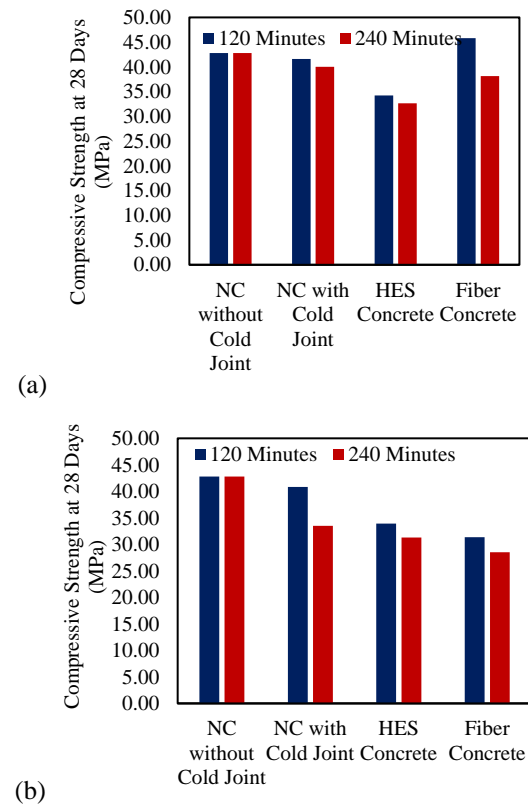 50.00
45.00
40.00
35.00
30.00
25.00
20.00
15.00
10.00
5.00
0.00
Compressive Strength at 28 Days
(MPa)
120 Minutes 240 Minutes
NC
without
Cold
Joint
NC with
Cold
Joint
HES
Concrete
Fiber
Concrete
(a)
50.00
45.00
40.00
35.00
30.00
25.00
20.00
15.00
10.00
5.00
0.00
Compressive Strength at 28 Days
(MPa)
120 Minutes 240 Minutes
NC
without
Cold Joint
NC with
Cold Joint
HES
Concrete
Fiber
Concrete
(b)